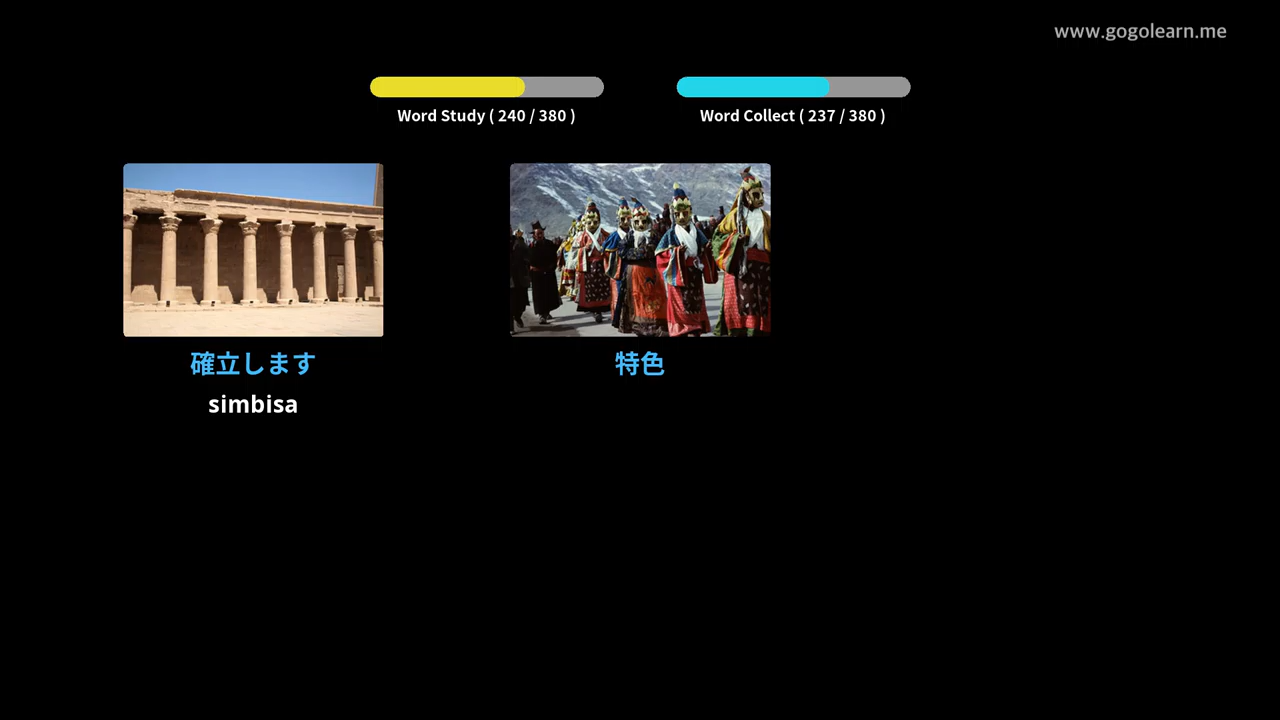 www.gogolearn.me
Word Study ( 240 / 380 )
Word Collect ( 237 / 380 )
確立します
simbisa
特色